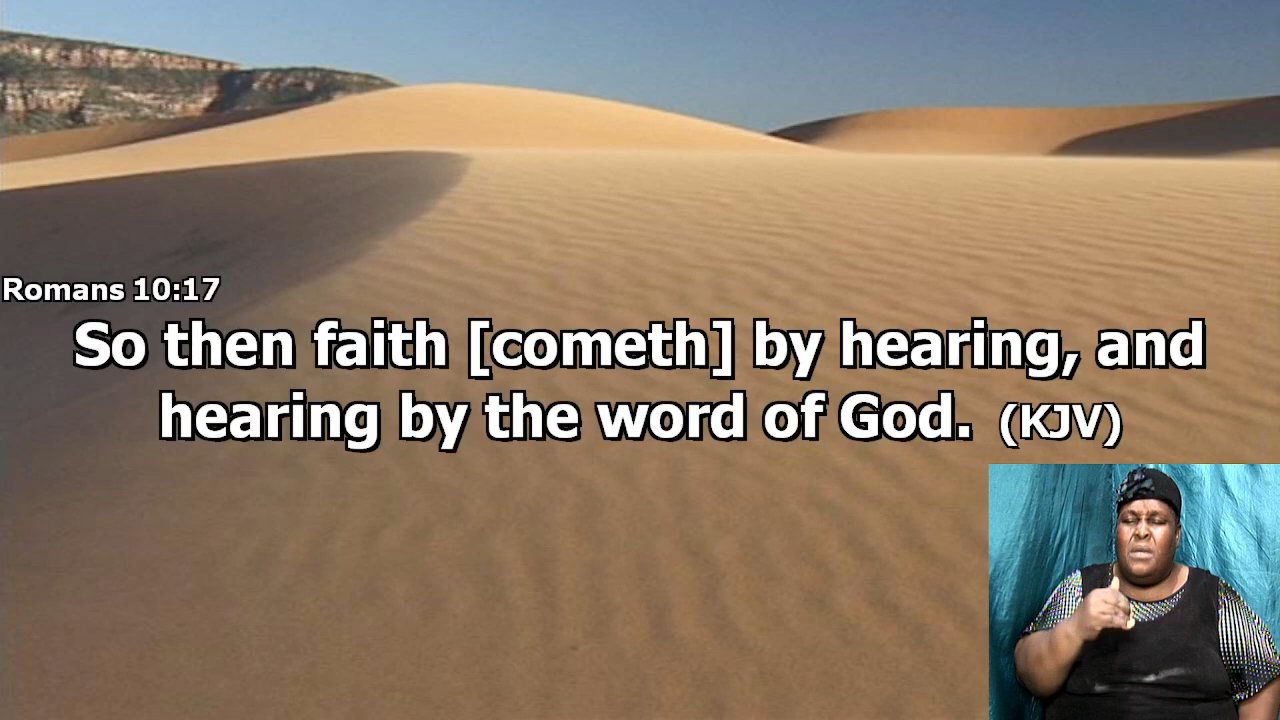 Romans 10:17
So then faith [cometh] by hearing, and
hearing by the word of God. (KJV)